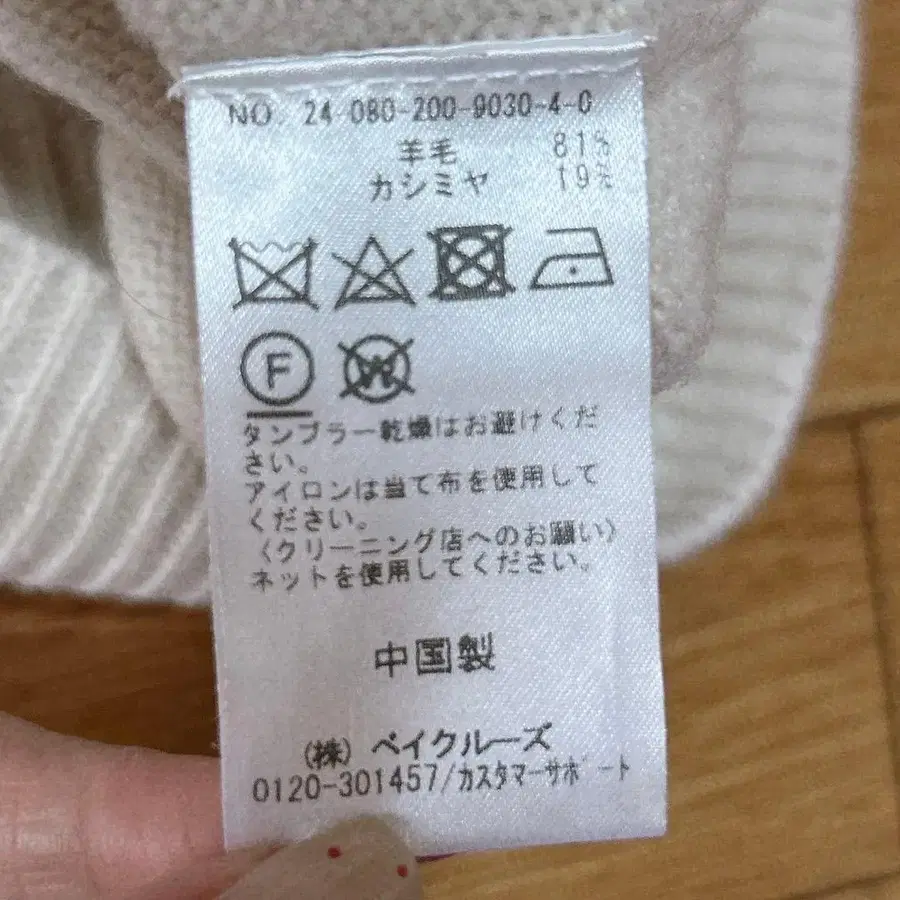 NO. 24-080-200-9030-4-0
羊毛 81%
カシミヤ 19%
F W
タンブラー乾燥はお避けくだ
さい。
アイロンは当て布を使用して
ください。
〈クリーニング店へのお願い〉
ネットを使用してください。
中国製
(株) ベイクルーズ
0120-301457/カスタマーサポート